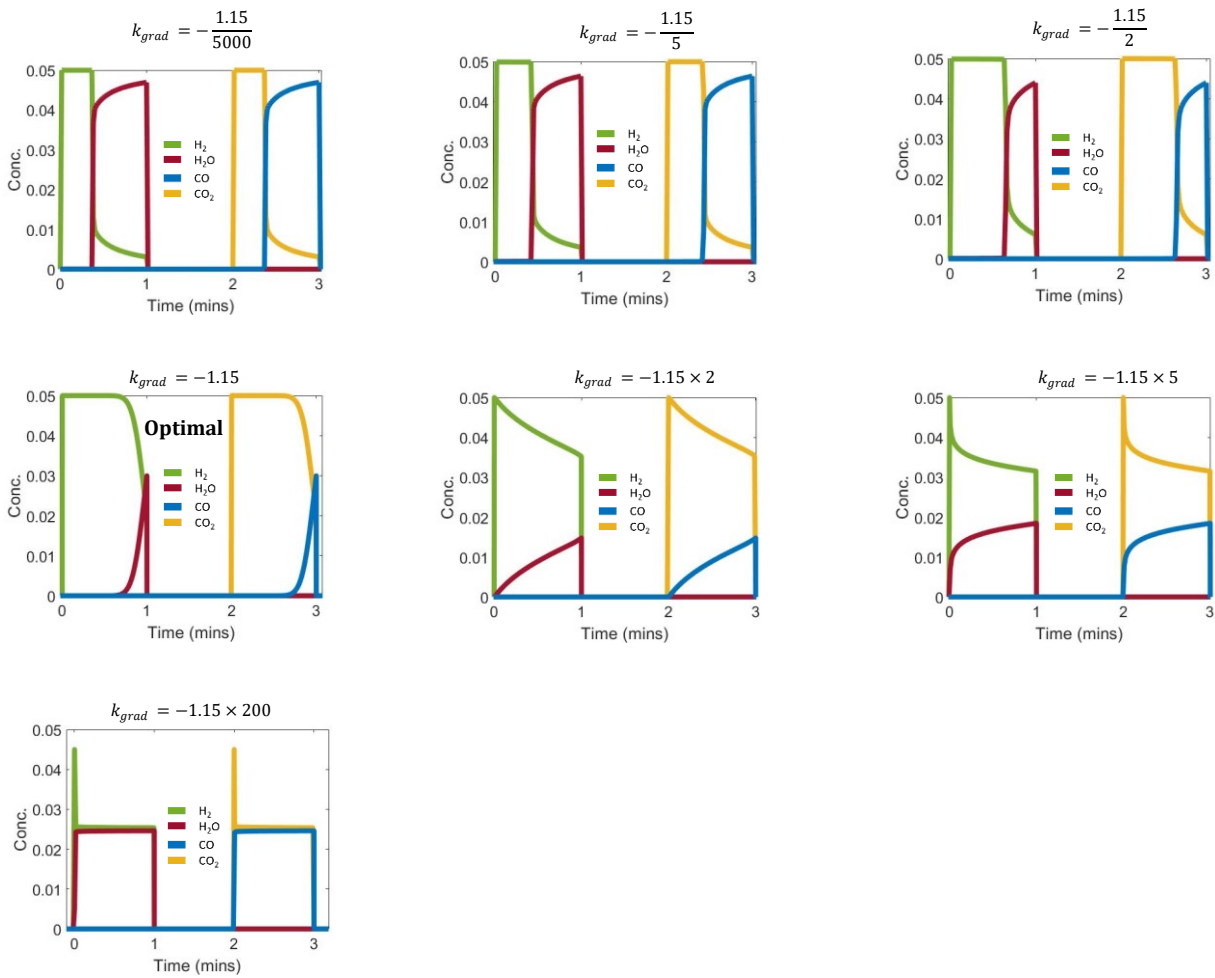 k_grad = −1.15/5000
0.05
0.04
0.03
0.02
0.01
0
Conc.
H₂
H₂O
CO
CO₂
0 1 2 3
Time (mins)
k_grad = −1.15/5
0.05
0.04
0.03
0.02
0.01
0
Conc.
H₂
H₂O
CO
CO₂
0 1 2 3
Time (mins)
k_grad = −1.15/2
0.05
0.04
0.03
0.02
0.01
0
Conc.
H₂
H₂O
CO
CO₂
0 1 2 3
Time (mins)
k_grad = −1.15
0.05
0.04
0.03
0.02
0.01
0
Conc.
Optimal
H₂
H₂O
CO
CO₂
0 1 2 3
Time (mins)
k_grad = −1.15 × 2
0.05
0.04
0.03
0.02
0.01
0
Conc.
H₂
H₂O
CO
CO₂
0 1 2 3
Time (mins)
k_grad = −1.15 × 5
0.05
0.04
0.03
0.02
0.01
0
Conc.
H₂
H₂O
CO
CO₂
0 1 2 3
Time (mins)
k_grad = −1.15 × 200
0.05
0.04
0.03
0.02
0.01
0
Conc.
H₂
H₂O
CO
CO₂
0 1 2 3
Time (mins)